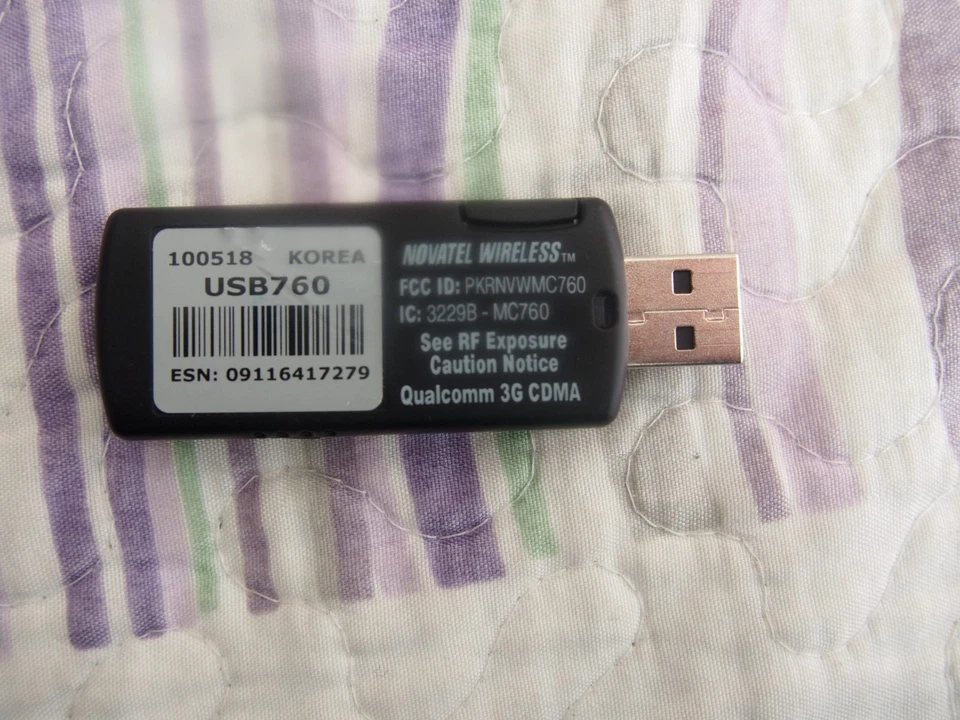 100518 KOREA
USB760
ESN: 09116417279
NOVATEL WIRELESS™
FCC ID: PKRNVWMC760
IC: 3229B - MC760
See RF Exposure
Caution Notice
Qualcomm 3G CDMA